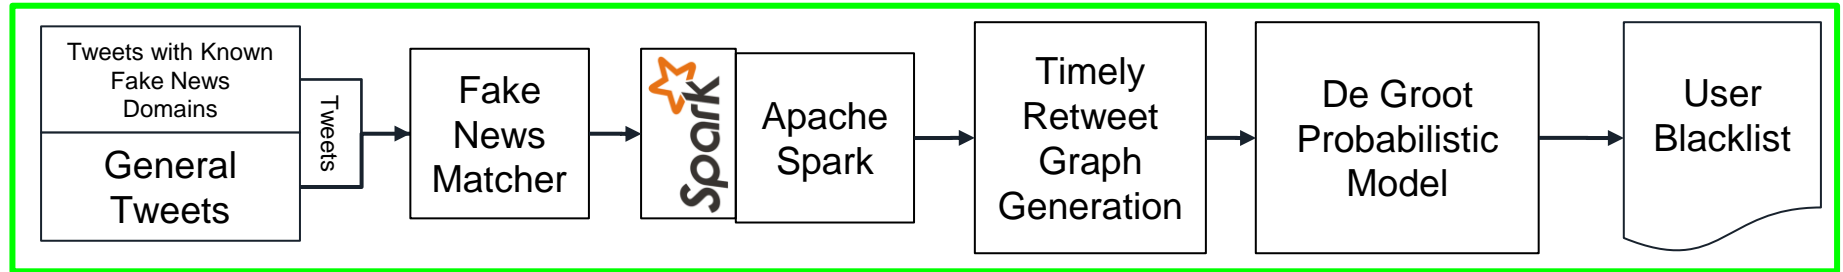 Tweets with Known
Fake News
Domains
General
Tweets
Tweets
Fake
News
Matcher
Spark
Apache
Spark
Timely
Retweet
Graph
Generation
De Groot
Probabilistic
Model
User
Blacklist